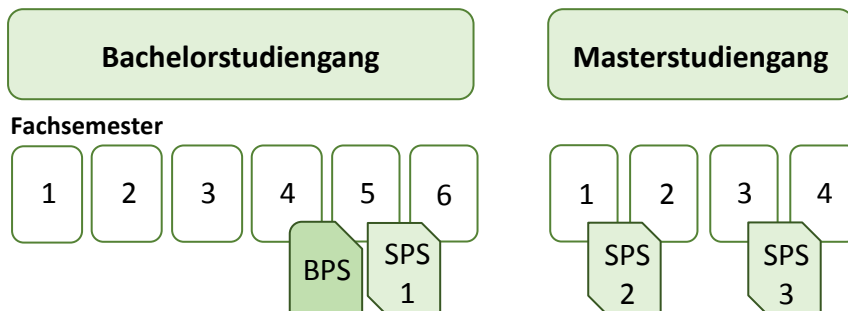 Bachelorstudiengang Masterstudiengang
Fachsemester
1 2 3 4 5 6 1 2 3 4
BPS SPS 1 SPS 2 SPS 3